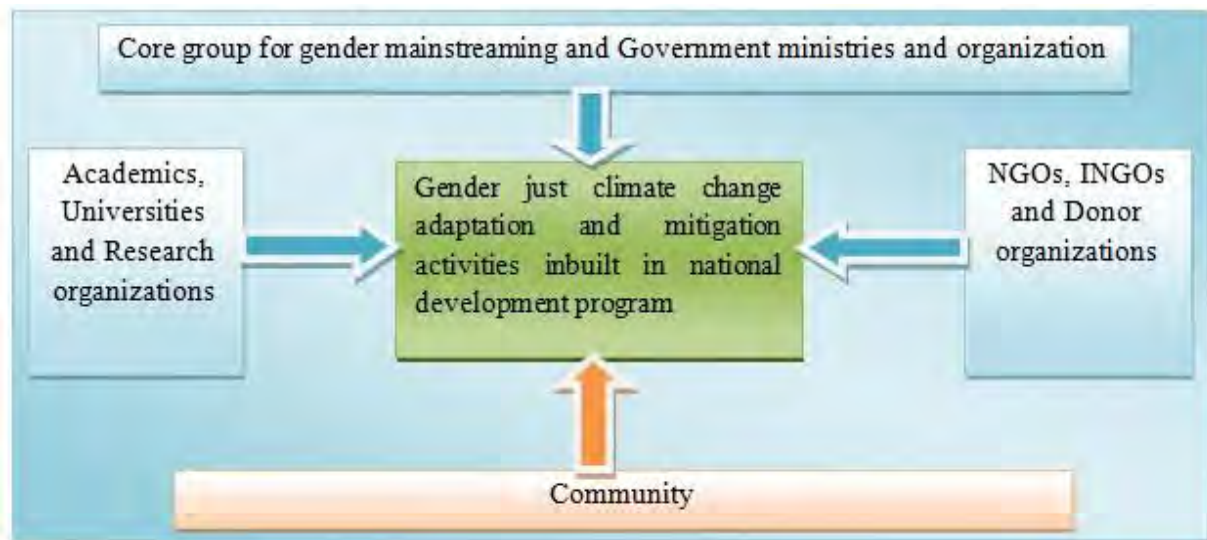 Core group for gender mainstreaming and Government ministries and organization
Academics,
Universities
and Research
organizations
Gender just climate change
adaptation and mitigation
activities inbuilt in national
development program
NGOs, INGOs
and Donor
organizations
Community